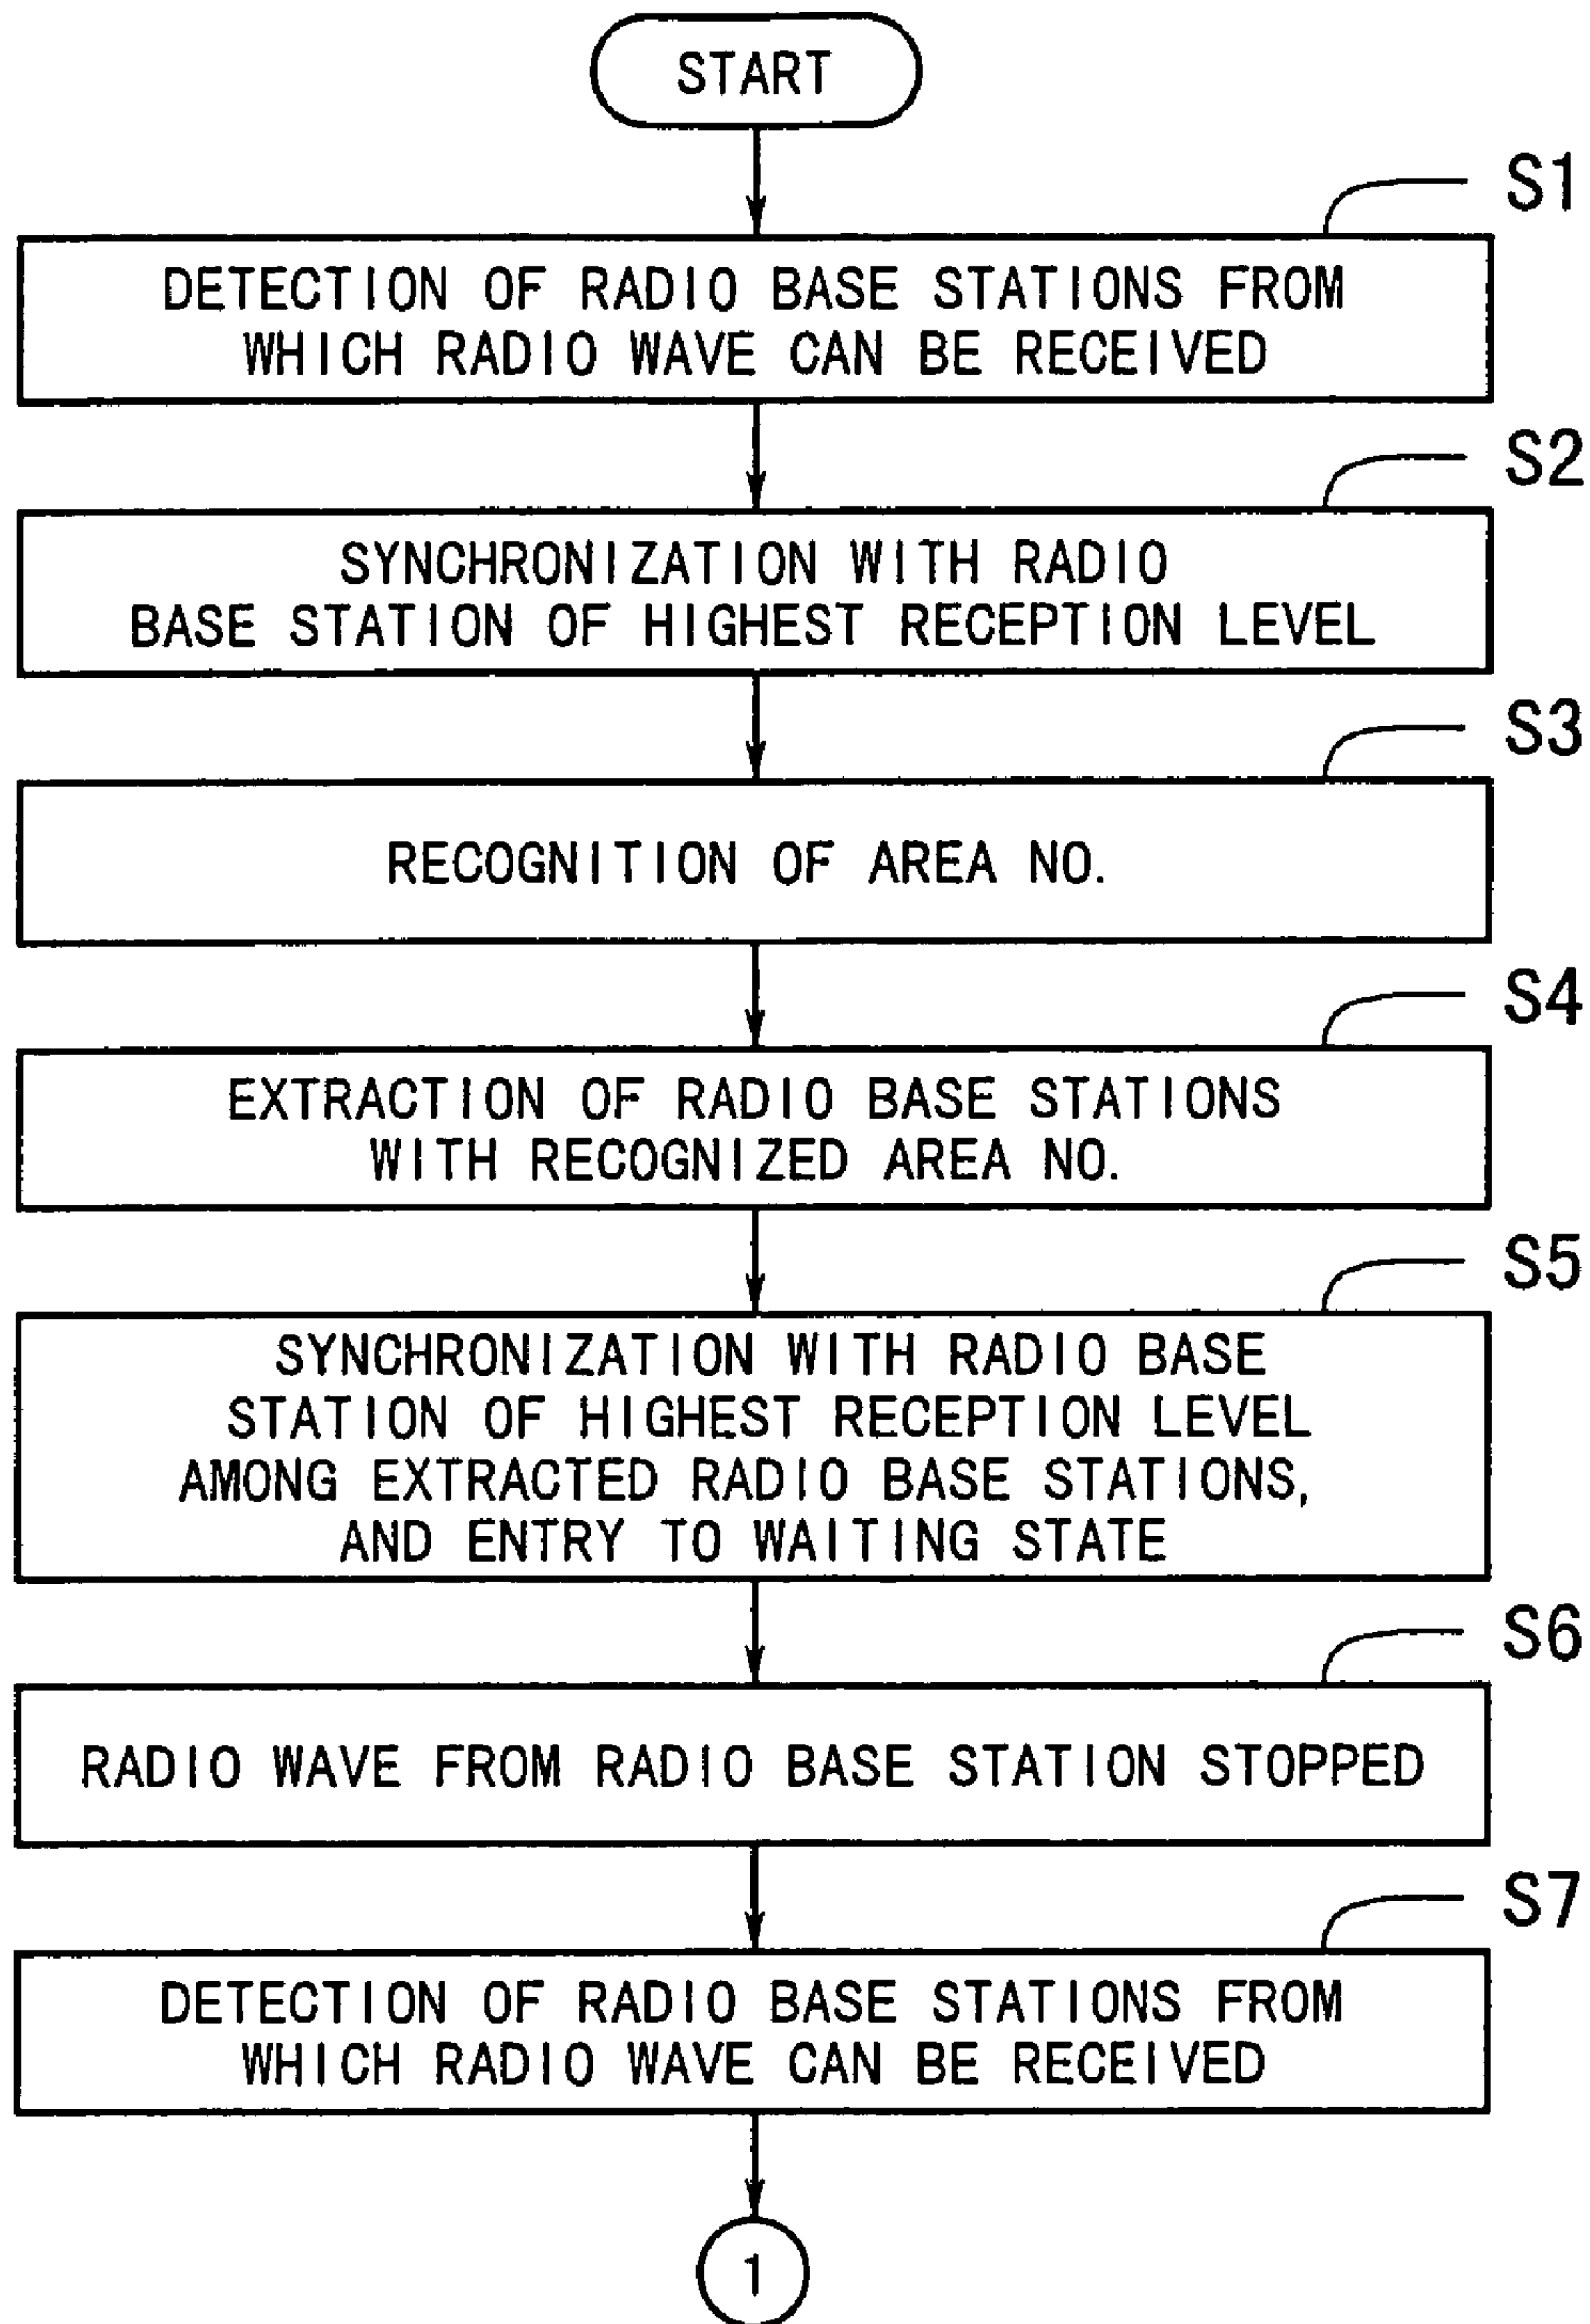 START
S1
DETECTION OF RADIO BASE STATIONS FROM
WHICH RADIO WAVE CAN BE RECEIVED
S2
SYNCHRONIZATION WITH RADIO
BASE STATION OF HIGHEST RECEPTION LEVEL
S3
RECOGNITION OF AREA NO.
S4
EXTRACTION OF RADIO BASE STATIONS
WITH RECOGNIZED AREA NO.
S5
SYNCHRONIZATION WITH RADIO BASE
STATION OF HIGHEST RECEPTION LEVEL
AMONG EXTRACTED RADIO BASE STATIONS,
AND ENTRY TO WAITING STATE
S6
RADIO WAVE FROM RADIO BASE STATION STOPPED
S7
DETECTION OF RADIO BASE STATIONS FROM
WHICH RADIO WAVE CAN BE RECEIVED
1